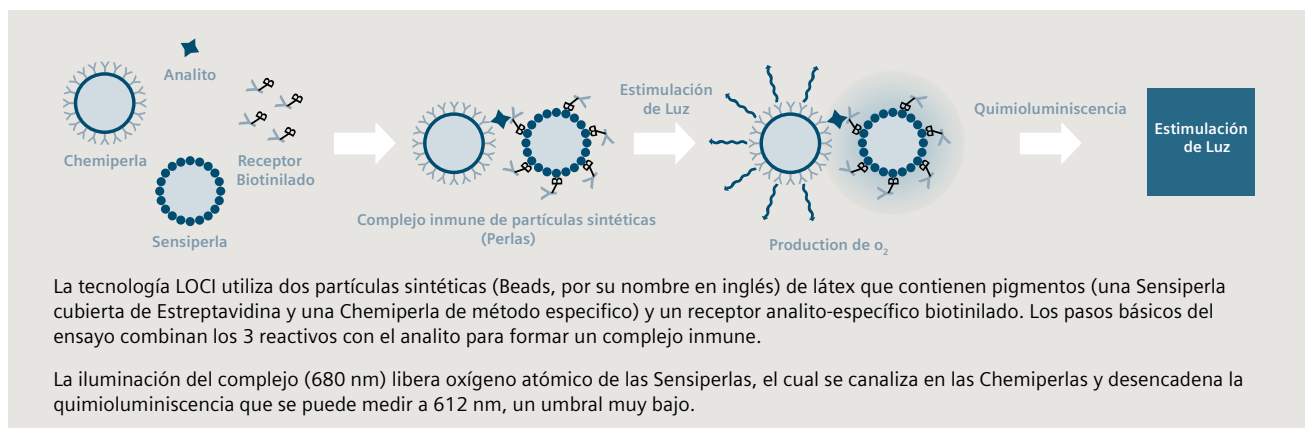 Analito
Chemiperla
Receptor
Biotinilado
Sensiperla
B
B
B
B
Complejo inmune de partículas sintéticas
(Perlas)
B
B
B
B
B
Estimulación
de Luz
Production de o2
B
B
B
B
B
Quimioluminiscencia
Estimulación
de Luz
La tecnología LOCI utiliza dos partículas sintéticas (Beads, por su nombre en inglés) de látex que contienen pigmentos (una Sensiperla
cubierta de Estreptavidina y una Chemiperla de método especifico) y un receptor analito-específico biotinilado. Los pasos básicos del
ensayo combinan los 3 reactivos con el analito para formar un complejo inmune.
La iluminación del complejo (680 nm) libera oxígeno atómico de las Sensiperlas, el cual se canaliza en las Chemiperlas y desencadena la
quimioluminiscencia que se puede medir a 612 nm, un umbral muy bajo.